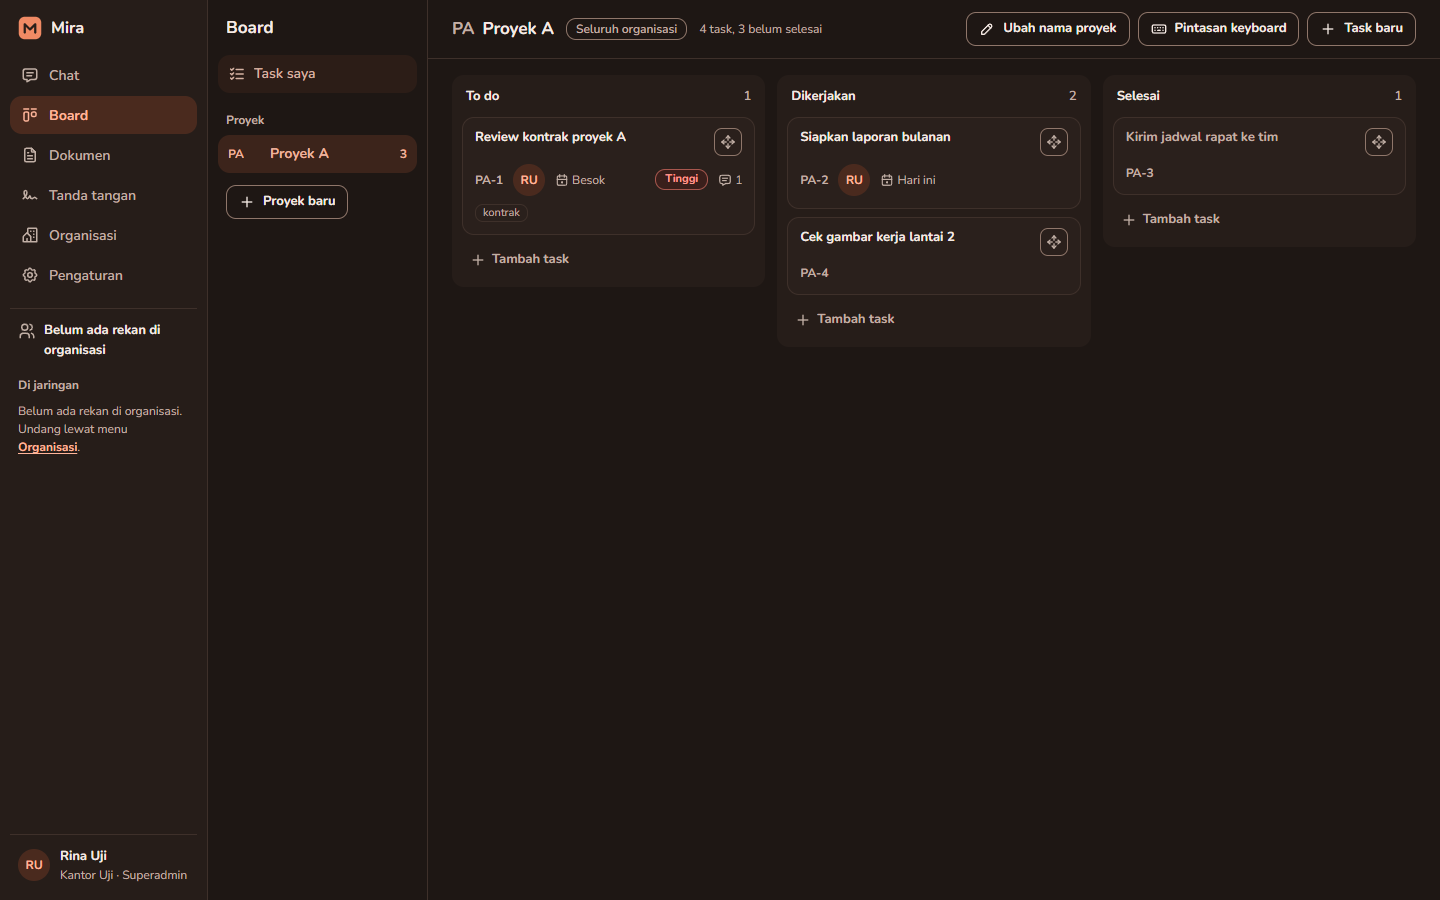 Mira
Chat
Board
Dokumen
Tanda tangan
Organisasi
Pengaturan
Belum ada rekan di
organisasi
Di jaringan
Belum ada rekan di organisasi.
Undang lewat menu
Organisasi.
Rina Uji
RU
Kantor Uji · Superadmin
Board
Task saya
Proyek
PA Proyek A 3
Proyek baru
PA Proyek A Seluruh organisasi 4 task, 3 belum selesai
Ubah nama proyek
Pintasan keyboard
Task baru
To do 1
Review kontrak proyek A
PA-1 RU Besok Tinggi 1
kontrak
Tambah task
Dikerjakan 2
Siapkan laporan bulanan
PA-2 RU Hari ini
Cek gambar kerja lantai 2
PA-4
Tambah task
Selesai 1
Kirim jadwal rapat ke tim
PA-3
Tambah task